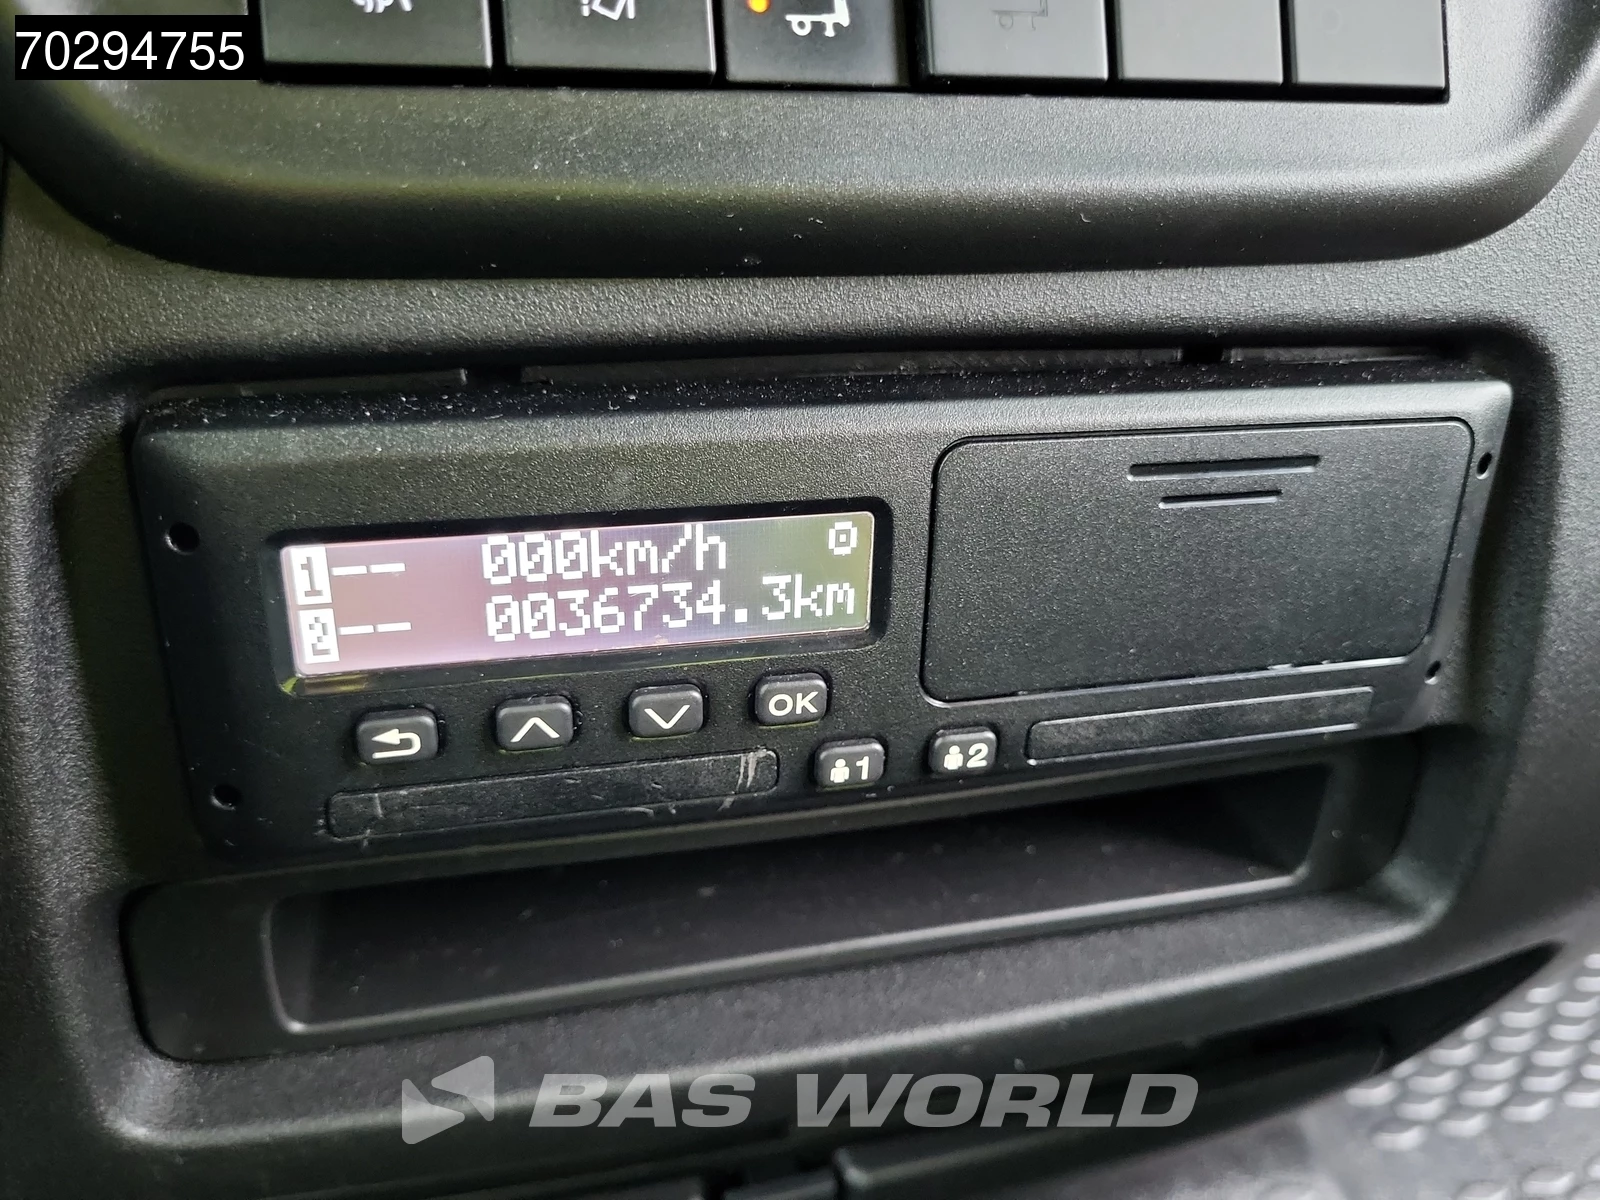 70294755
1 -- 000km/h
2 -- 0036734.3km
OK
1
2
BAS WORLD